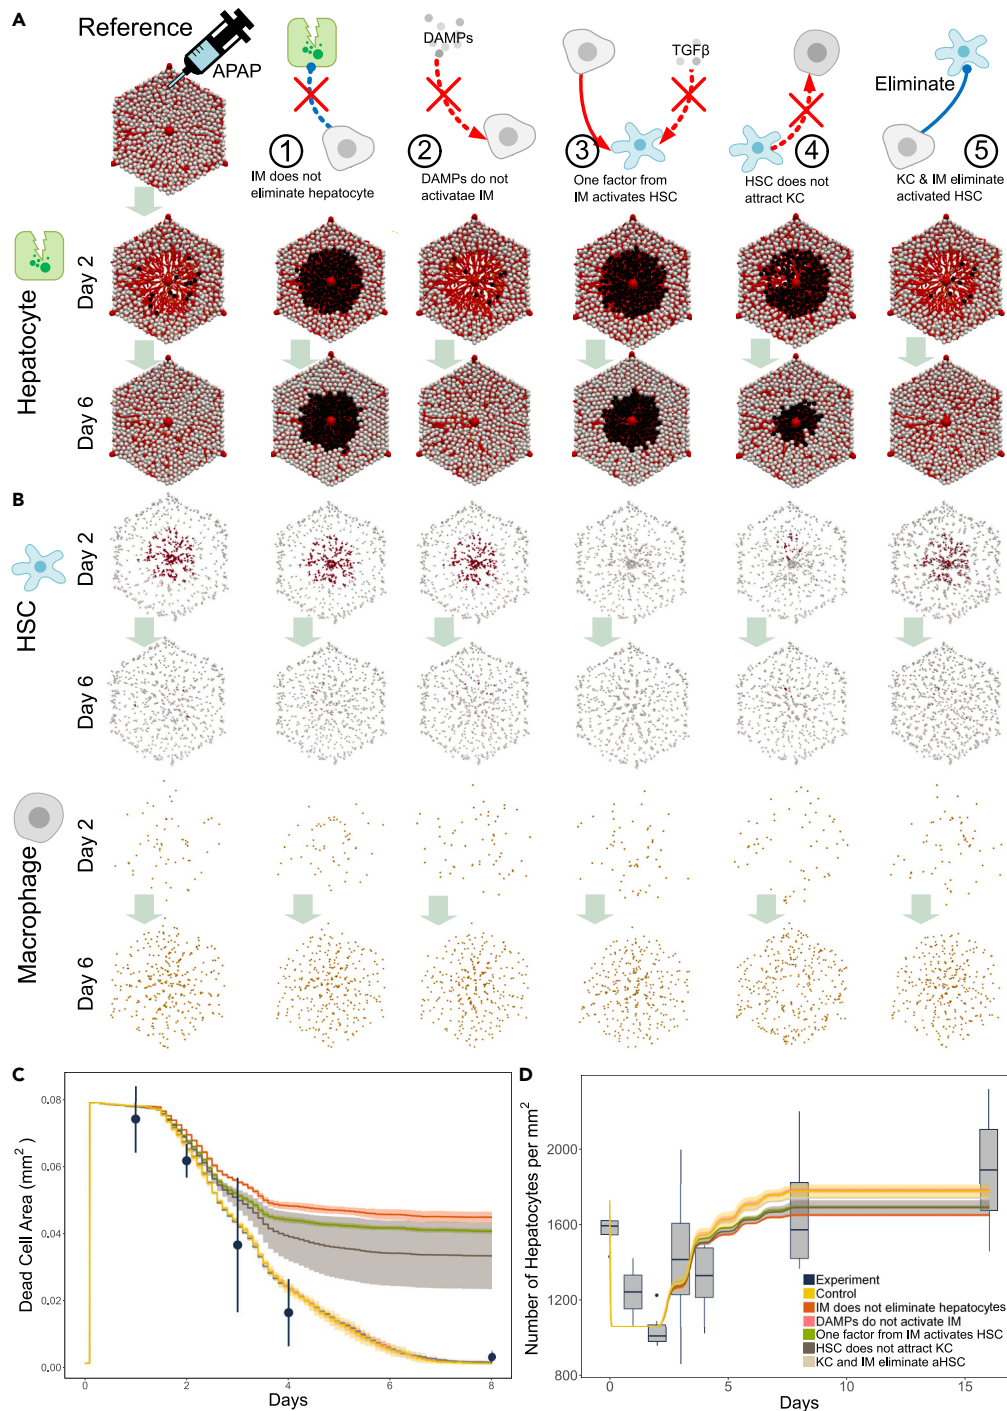 A
Reference
APAP
DAMPs
TGFβ
Eliminate
1
2
3
4
5
IM does not
eliminate hepatocyte
DAMPs do not
activatae IM
One factor from
IM activates HSC
HSC does not
attract KC
KC & IM eliminate
activated HSC
Hepatocyte
Day 2
Day 6
B
HSC
Day 2
Day 6
Macrophage
Day 2
Day 6
C
Dead Cell Area (mm²)
0.08
0.06
0.04
0.02
0.00
0
2
4
6
8
Days
D
Number of Hepatocytes per mm²
2000
1600
1200
800
0
5
10
15
Days
Experiment
Control
IM does not eliminate hepatocytes
DAMPs do not activate IM
One factor from IM activates HSC
HSC does not attract KC
KC and IM eliminate aHSC